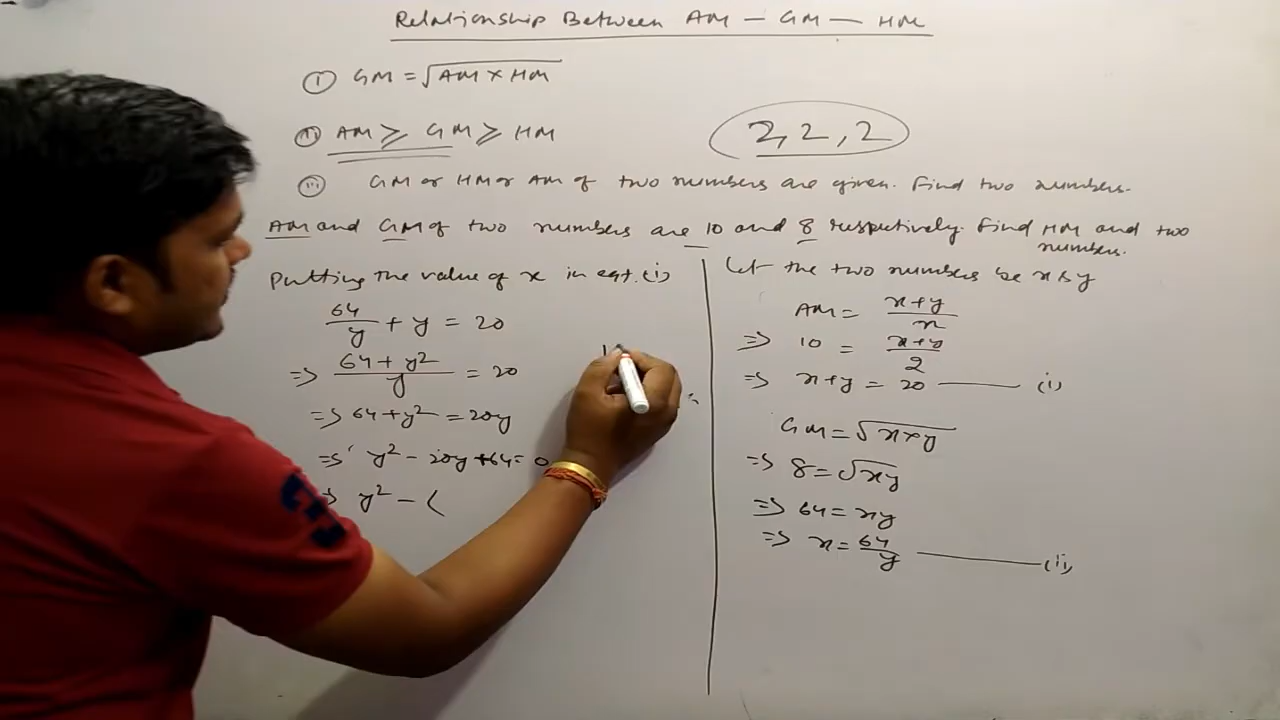 Relationship Between AM — GM — HM
(i) GM = √AM × HM
(ii) AM ≥ GM ≥ HM
2, 2, 2
(iii) GM or HM or AM of two numbers are given. Find two numbers.
AM and GM of two numbers are 10 and 8 respectively. Find HM and two
numbers.
Putting the value of x in eqt. (i)
64/y + y = 20
=> 64 + y²/y = 20
=> 64 + y² = 20y
=> y² - 20y + 64 = 0
=> y² - (
Let the two numbers be x & y
AM = x+y/n
=> 10 = x+y/2
=> x+y = 20 —— (i)
GM = √x×y
=> 8 = √xy
=> 64 = xy
=> x = 64/y —— (ii)